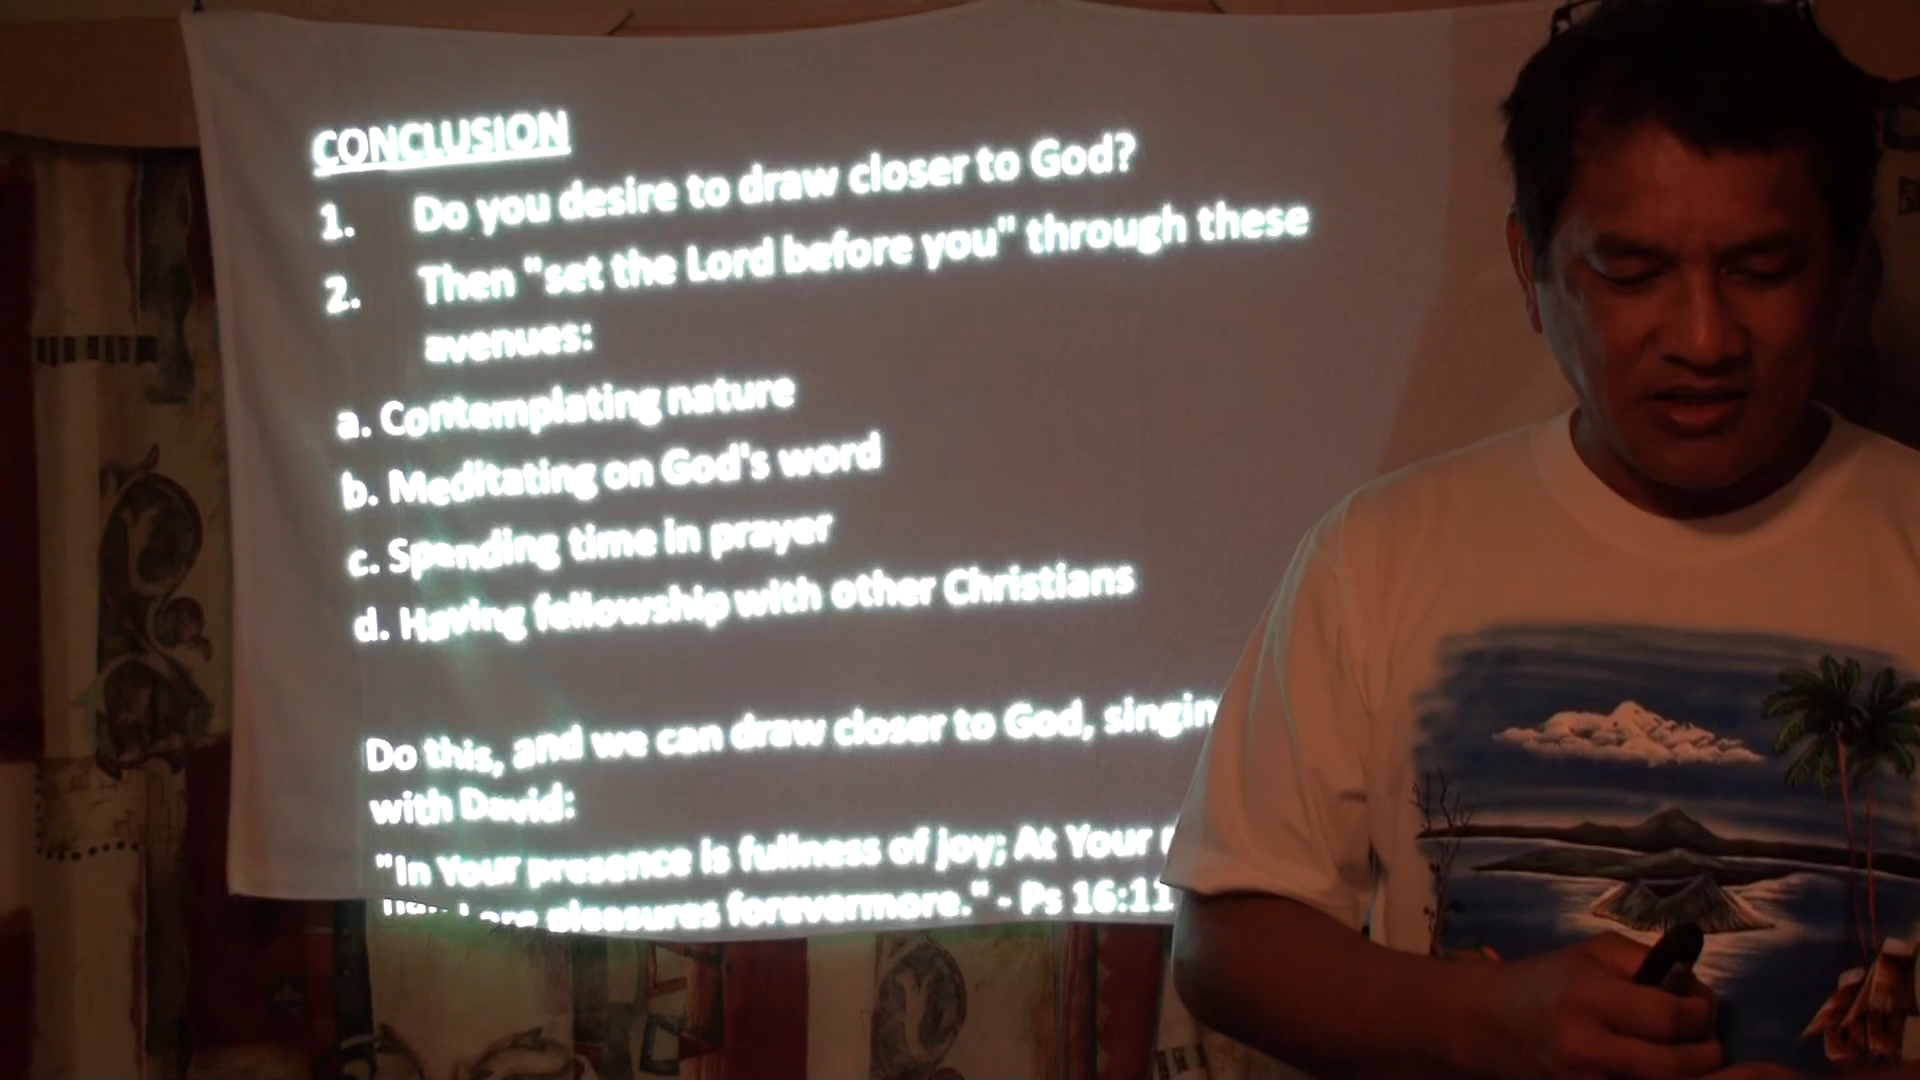 CONCLUSION
1. Do you desire to draw closer to God?
2. Then "set the Lord before you" through these
avenues:
a. Contemplating nature
b. Meditating on God's word
c. Spending time in prayer
d. Having fellowship with other Christians
Do this, and we can draw closer to God, singin
with David:
"In Your presence is fullness of joy; At Your
are pleasures forevermore." - Ps 16:11